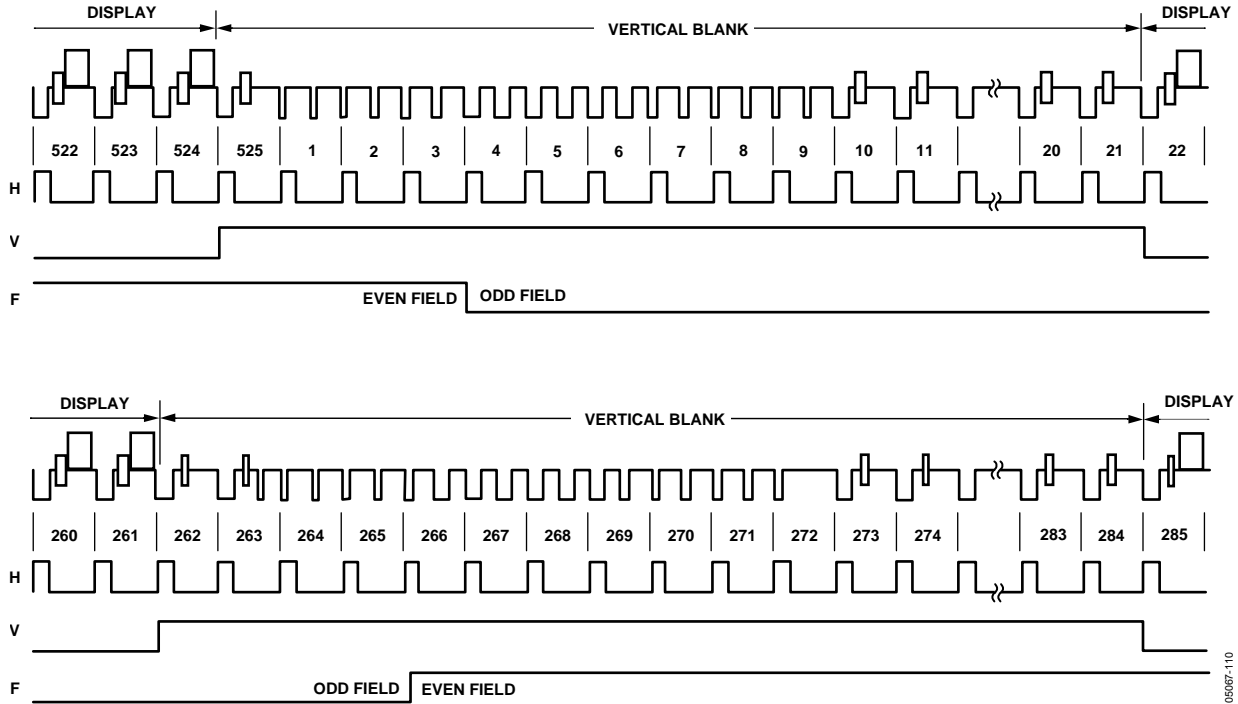 DISPLAY VERTICAL BLANK DISPLAY
522 523 524 525 1 2 3 4 5 6 7 8 9 10 11 20 21 22
H
V
F EVEN FIELD ODD FIELD
DISPLAY VERTICAL BLANK DISPLAY
260 261 262 263 264 265 266 267 268 269 270 271 272 273 274 283 284 285
H
V
F ODD FIELD EVEN FIELD
05067-110